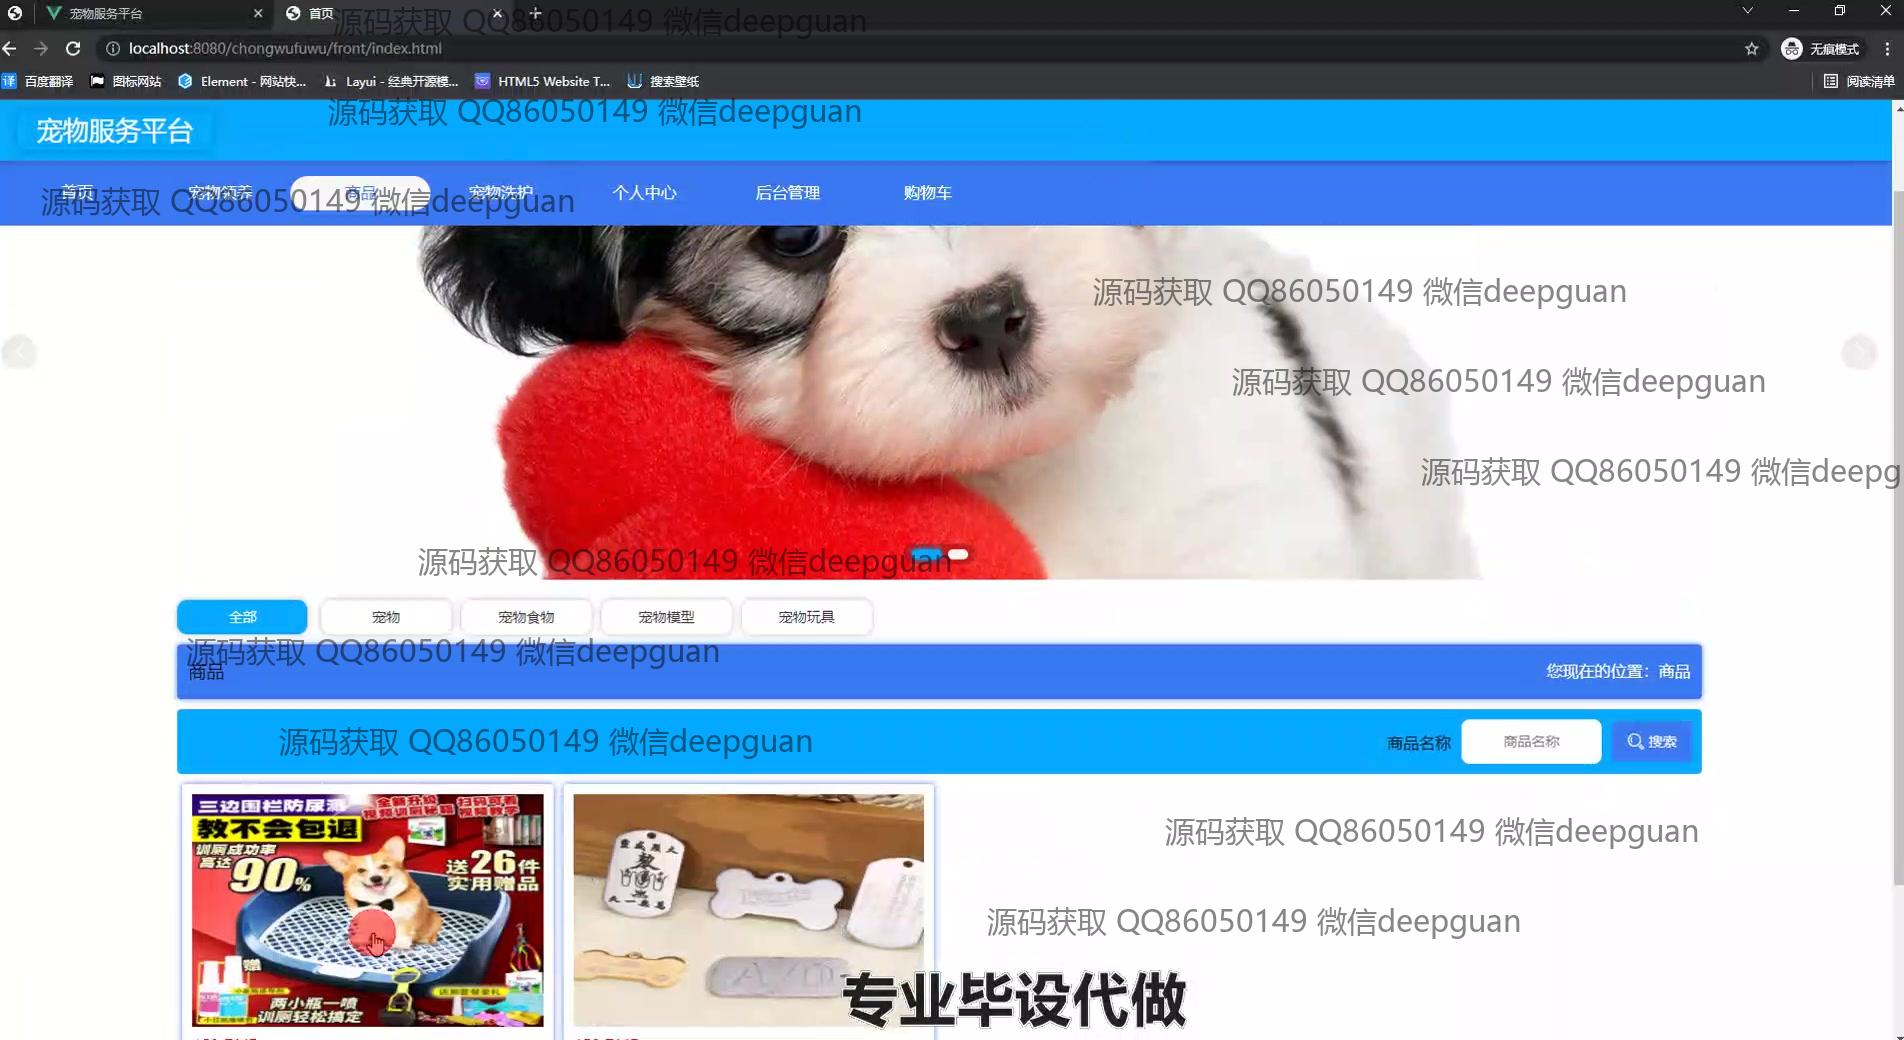 宠物服务平台
首页
源码获取 QQ86050149 微信deepguan
localhost:8080/chongwufuwu/front/index.html
无痕模式
百度翻译
图标网站
Element - 网站快...
Layui - 经典开源模...
HTML5 Website T...
搜索壁纸
阅读清单
源码获取 QQ86050149 微信deepguan
宠物服务平台
首页
宠物领养
商品
宠物洗护
个人中心
后台管理
购物车
源码获取 QQ86050149 微信deepguan
源码获取 QQ86050149 微信deepguan
源码获取 QQ86050149 微信deepguan
源码获取 QQ86050149 微信deepg
源码获取 QQ86050149 微信deepguan
全部
宠物
宠物食物
宠物模型
宠物玩具
源码获取 QQ86050149 微信deepguan
商品
您现在的位置：商品
源码获取 QQ86050149 微信deepguan
商品名称
商品名称
搜索
三边围栏防尿溅
全新升级
扫码可看
视频训厕秘籍
视频教学
教不会包退
训厕成功率
高达90%
送26件
实用赠品
赠
两小瓶一喷
训厕轻松搞定
源码获取 QQ86050149 微信deepguan
源码获取 QQ86050149 微信deepguan
专业毕设代做